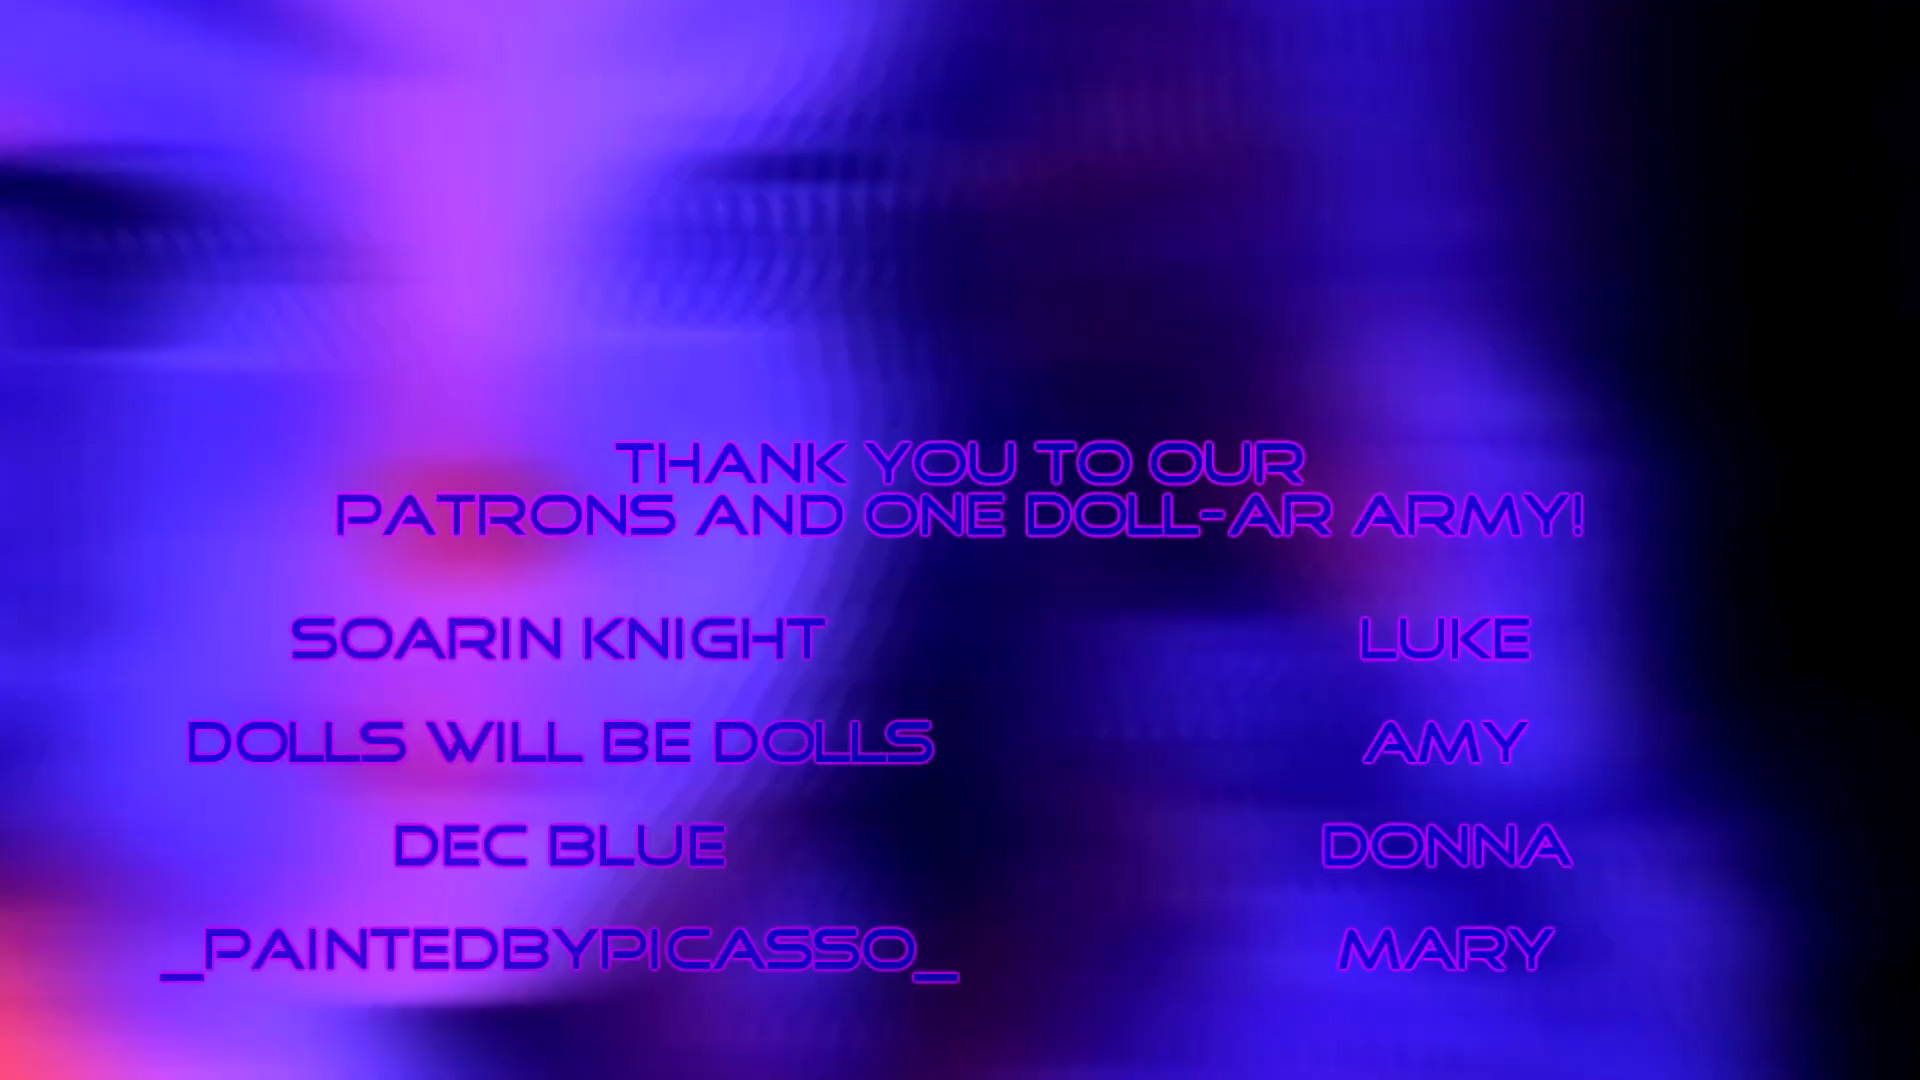 THANK YOU TO OUR
PATRONS AND ONE DOLL-AR ARMY!
SOARIN KNIGHT
LUKE
DOLLS WILL BE DOLLS
AMY
DEC BLUE
DONNA
_PAINTEDBYPICASSO_
MARY